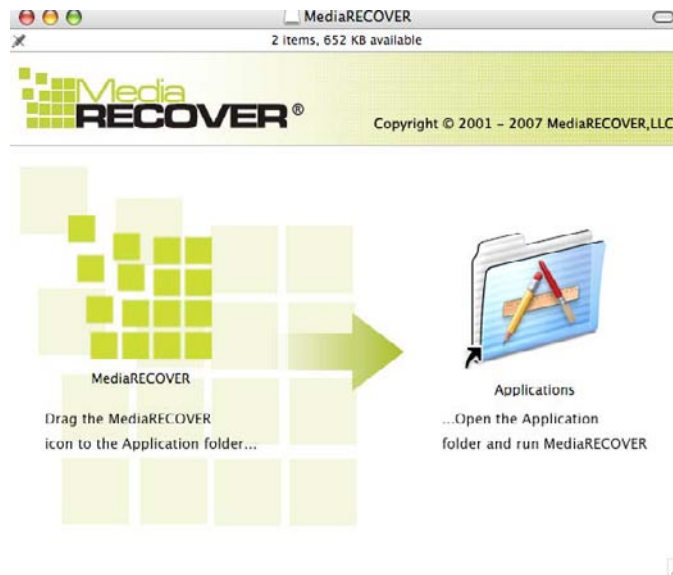 MediaRECOVER
2 items, 652 KB available
Media
RECOVER®
Copyright © 2001 – 2007 MediaRECOVER,LLC
MediaRECOVER
Applications
Drag the MediaRECOVER
icon to the Application folder...
...Open the Application
folder and run MediaRECOVER